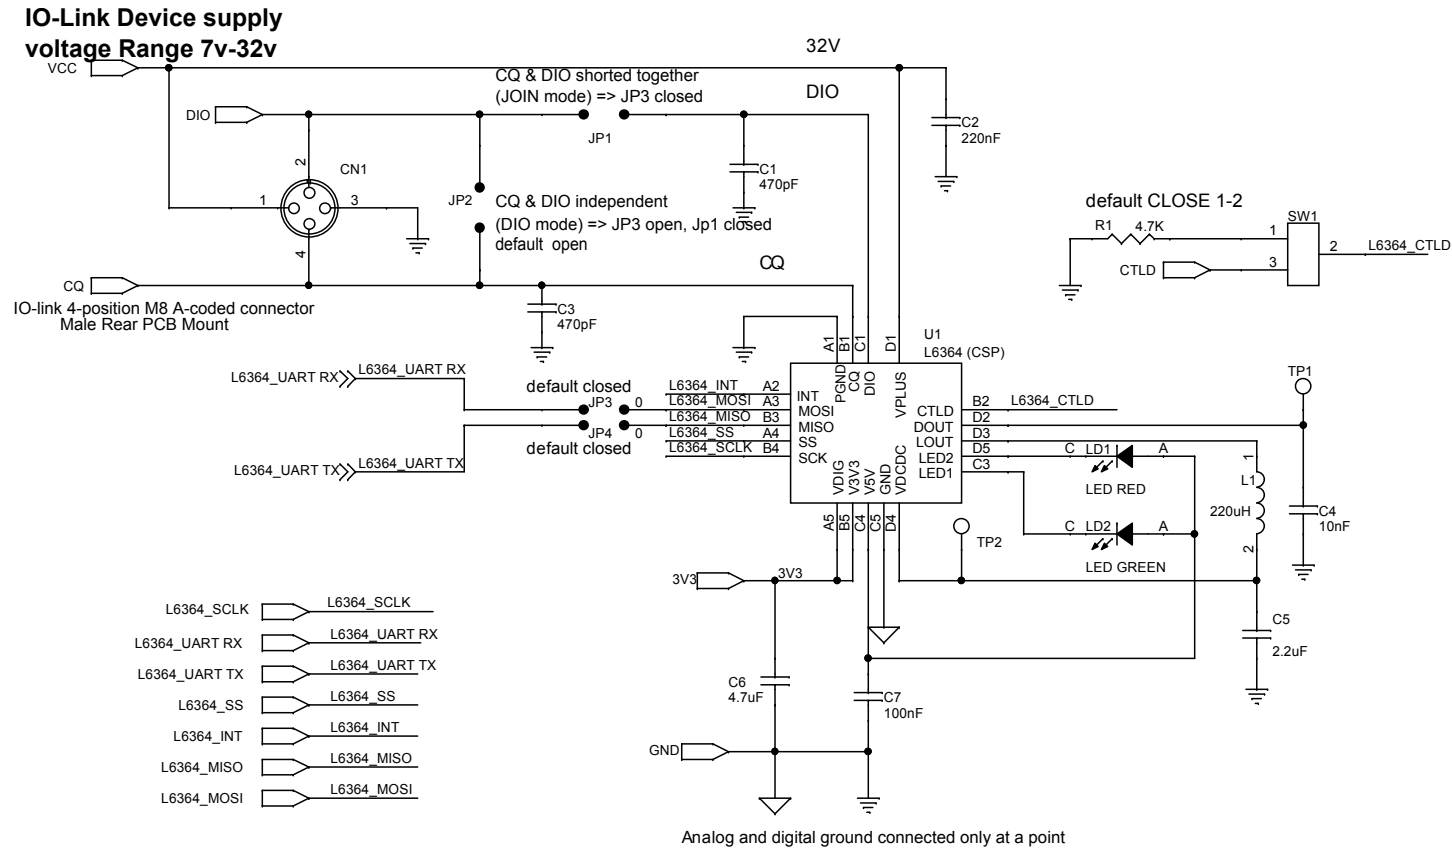 IO-Link Device supply
voltage Range 7v-32v
32V
VCC
CQ & DIO shorted together
(JOIN mode) => JP3 closed
DIO
DIO
JP1
C2
220nF
2
CN1
C1
470pF
1
3
JP2
CQ & DIO independent
(DIO mode) => JP3 open, Jp1 closed
default open
4
CQ
CQ
IO-link 4-position M8 A-coded connector
Male Rear PCB Mount
C3
470pF
default CLOSE 1-2
R1
4.7K
SW1
1
2
L6364_CTLD
CTLD
3
A1
B1
C1
D1
U1
L6364 (CSP)
PGND
CQ
DIO
VPLUS
L6364_UART RX
L6364_UART RX
default closed
JP3
0
JP4
0
default closed
L6364_UART TX
L6364_UART TX
L6364_INT
A2
INT
L6364_MOSI
A3
MOSI
L6364_MISO
B3
MISO
L6364_SS
A4
SS
L6364_SCLK
B4
SCK
CTLD
B2
L6364_CTLD
DOUT
D2
LOUT
D3
LED2
D5
LED1
C3
C
LD1
A
LED RED
C
LD2
A
LED GREEN
TP1
1
L1
220uH
2
C4
10nF
VDIG
V3V3
V5V
GND
VDCDC
A5
B5
C4
C5
D4
TP2
3V3
3V3
C5
2.2uF
C6
4.7uF
C7
100nF
GND
L6364_SCLK
L6364_SCLK
L6364_UART RX
L6364_UART RX
L6364_UART TX
L6364_UART TX
L6364_SS
L6364_SS
L6364_INT
L6364_INT
L6364_MISO
L6364_MISO
L6364_MOSI
L6364_MOSI
Analog and digital ground connected only at a point